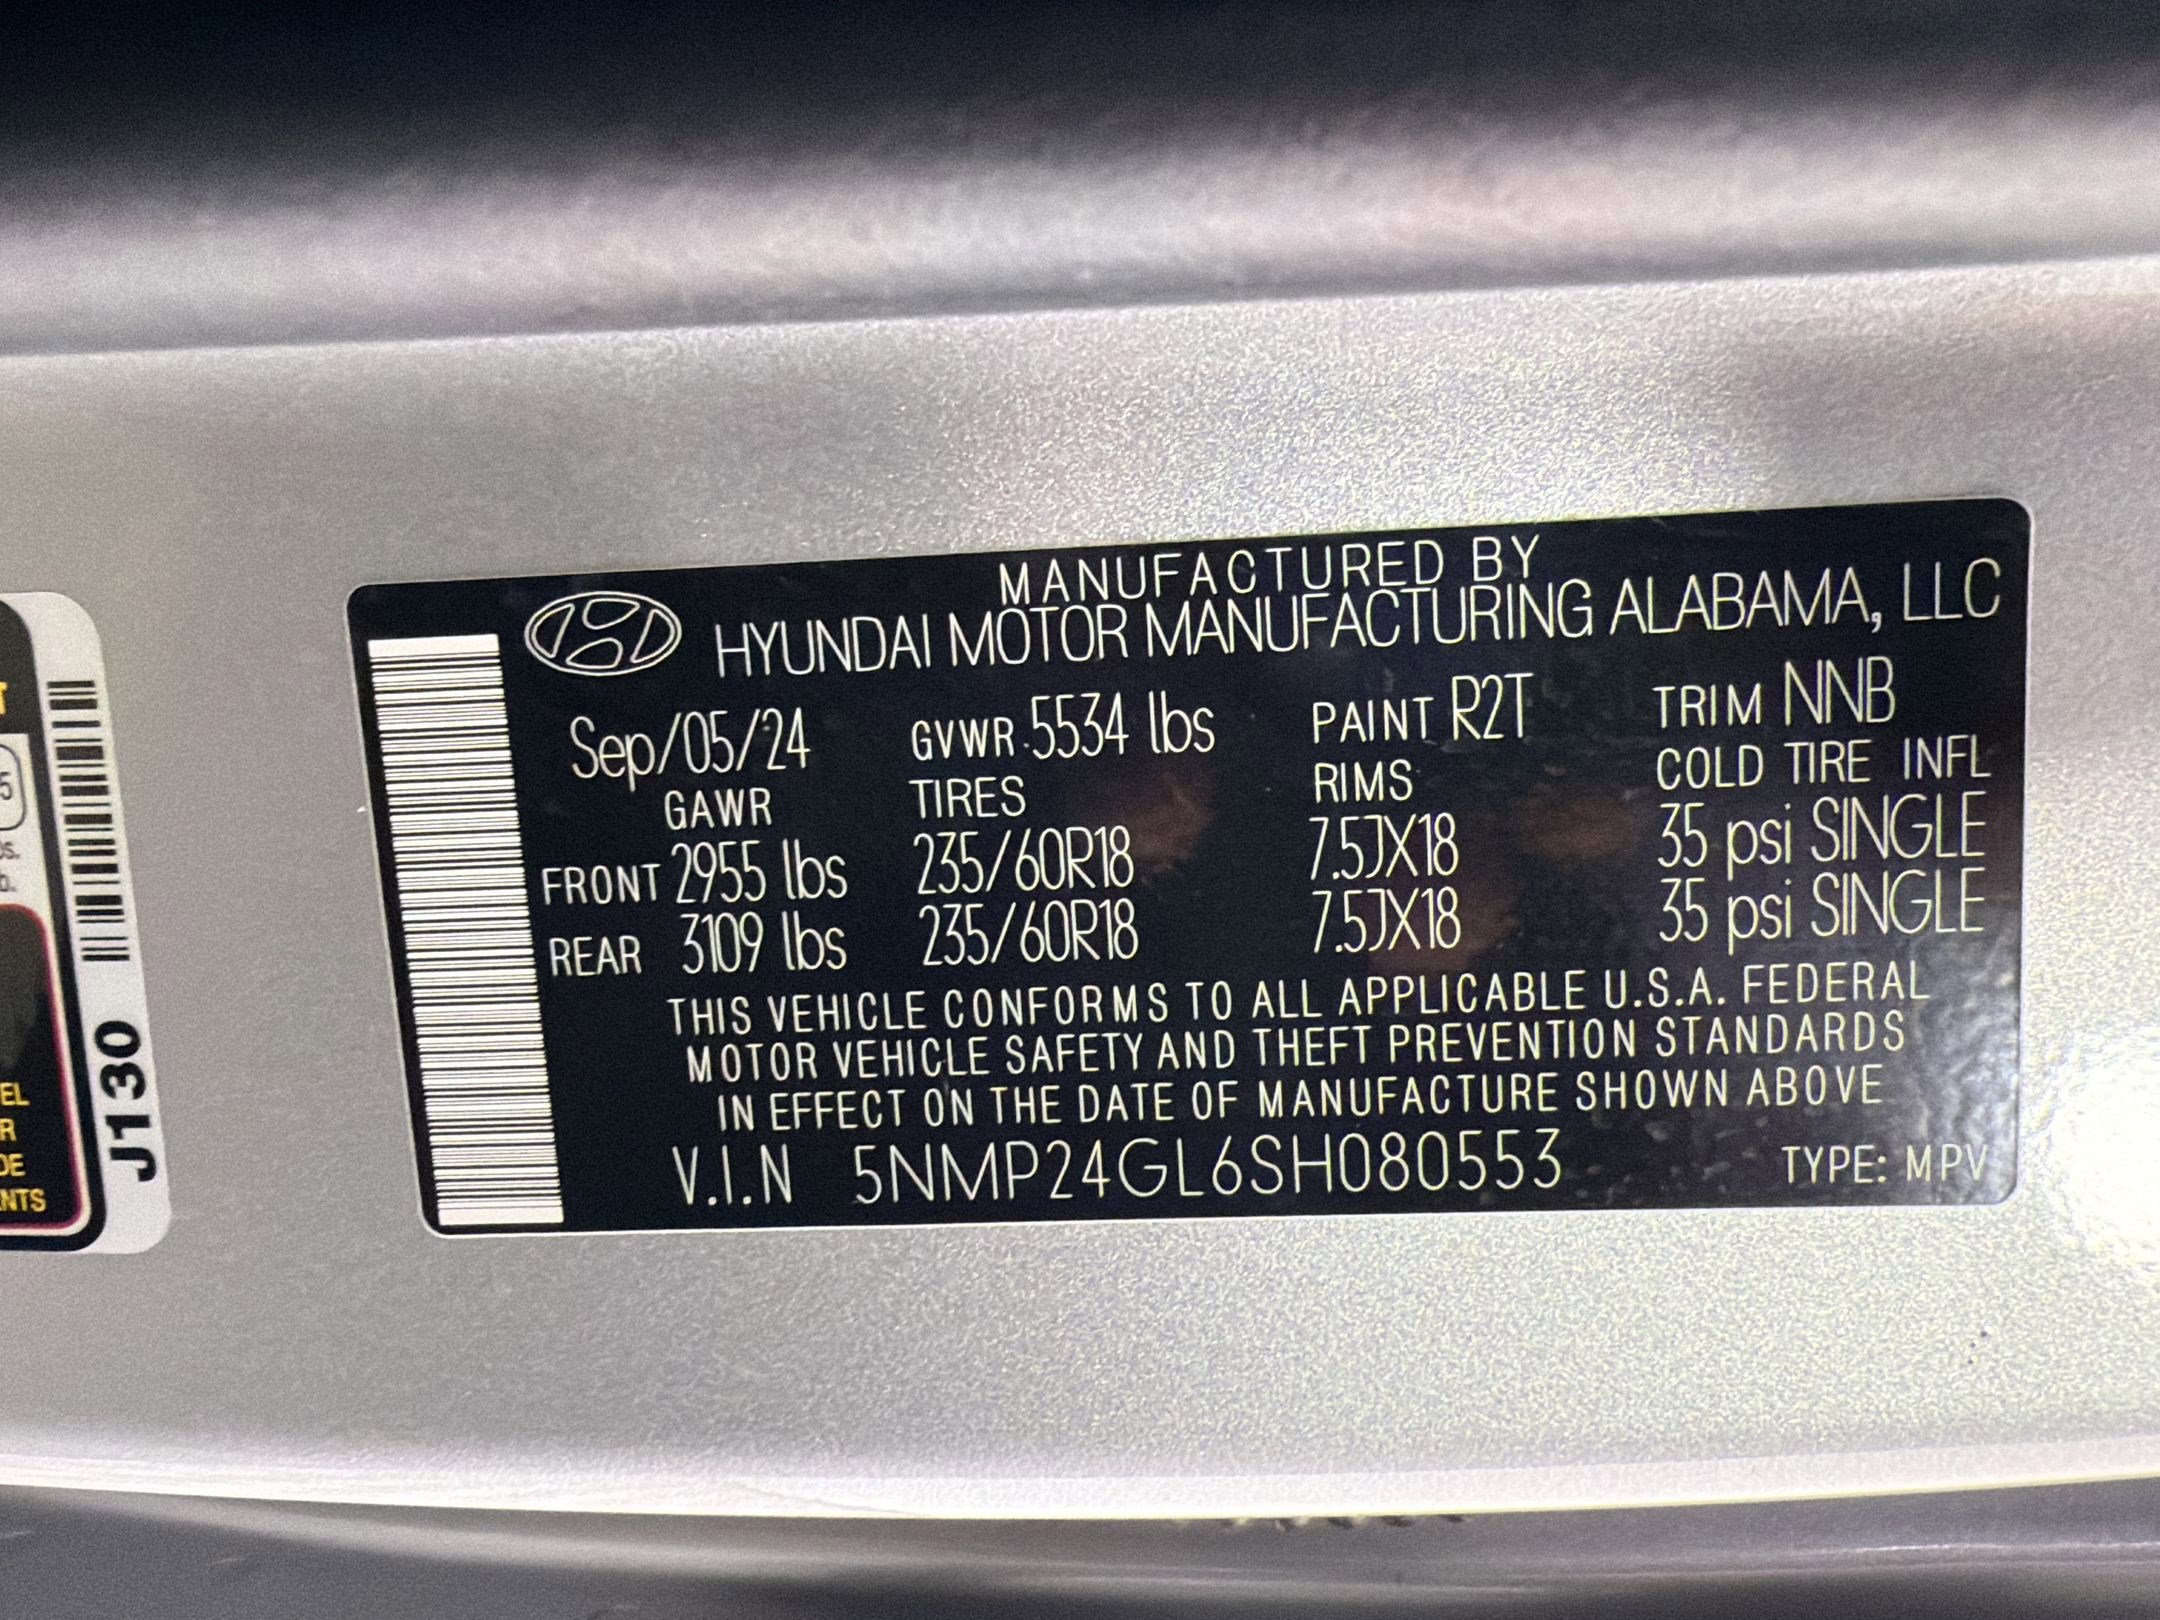 MANUFACTURED BY
HYUNDAI MOTOR MANUFACTURING ALABAMA, LLC
Sep/05/24 GVWR 5534 lbs PAINT R2T TRIM NNB
GAWR TIRES RIMS COLD TIRE INFL
FRONT 2955 lbs 235/60R18 7.5JX18 35 psi SINGLE
REAR 3109 lbs 235/60R18 7.5JX18 35 psi SINGLE
THIS VEHICLE CONFORMS TO ALL APPLICABLE U.S.A. FEDERAL
MOTOR VEHICLE SAFETY AND THEFT PREVENTION STANDARDS
IN EFFECT ON THE DATE OF MANUFACTURE SHOWN ABOVE
V.I.N 5NMP24GL6SH080553 TYPE: MPV
J130